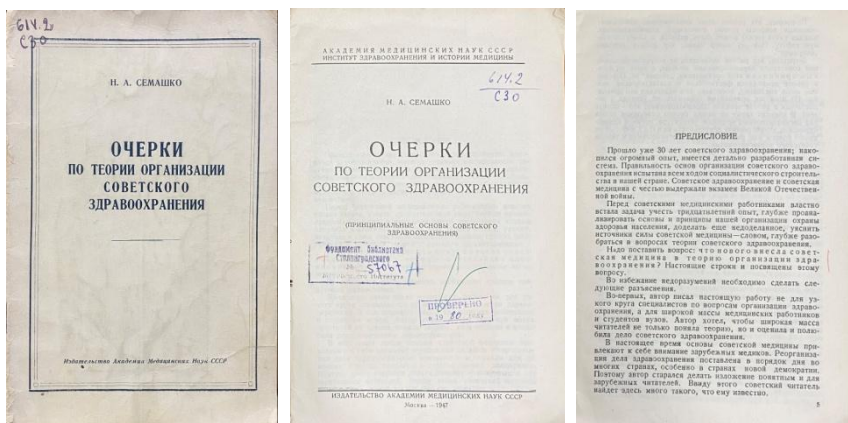 614.2
С30
Н. А. СЕМАШКО
ОЧЕРКИ
ПО ТЕОРИИ ОРГАНИЗАЦИИ
СОВЕТСКОГО
ЗДРАВООХРАНЕНИЯ
Издательство Академии Медицинских Наук СССР
АКАДЕМИЯ МЕДИЦИНСКИХ НАУК СССР
ИНСТИТУТ ЗДРАВООХРАНЕНИЯ И ИСТОРИИ МЕДИЦИНЫ
614.2
С30
Н. А. СЕМАШКО
ОЧЕРКИ
ПО ТЕОРИИ ОРГАНИЗАЦИИ
СОВЕТСКОГО ЗДРАВООХРАНЕНИЯ
(ПРИНЦИПИАЛЬНЫЕ ОСНОВЫ СОВЕТСКОГО
ЗДРАВООХРАНЕНИЯ)
Фундамент. библиотека
Сталинградского
57067
Института
ПРОВЕРЕНО
в 19 80 году
ИЗДАТЕЛЬСТВО АКАДЕМИИ МЕДИЦИНСКИХ НАУК СССР
Москва — 1947
ПРЕДИСЛОВИЕ
Прошло уже 30 лет советского здравоохранения; нако-
пился огромный опыт, имеется детально разработанная си-
стема. Правильность основ организации советского здраво-
охранения испытана всем ходом социалистического строитель-
ства в нашей стране. Советское здравоохранение и советская
медицина с честью выдержали экзамен Великой Отечествен-
ной войны.
Перед советскими медицинскими работниками властно
встала задача учесть тридцатилетний опыт, глубже проана-
лизировать основы и принципы нашей организации охраны
здоровья населения, доделать еще недоделанное, уяснить
источники силы советской медицины—словом, глубже разо-
браться в вопросах теории советского здравоохранения.
Надо поставить вопрос: что нового внесла совет-
ская медицина в теорию организации здра-
воохранения? Настоящие строки и посвящены этому
вопросу.
Во избежание недоразумений необходимо сделать сле-
дующие разъяснения.
Во-первых, автор писал настоящую работу не для уз-
кого круга специалистов по вопросам организации здраво-
охранения, а для широкой массы медицинских работников
и студентов вузов. Автор хотел, чтобы широкая масса
читателей не только поняла теорию, но и оценила и полю-
била дело советского здравоохранения.
В настоящее время основы советской медицины при-
влекают к себе внимание зарубежных медиков. Реорганиза-
ция дела здравоохранения поставлена в порядок дня во
многих странах, особенно в странах новой демократии.
Поэтому автор старался делать изложение понятным и для
зарубежных читателей. Ввиду этого советский читатель
найдет здесь много такого, что ему известно.
3